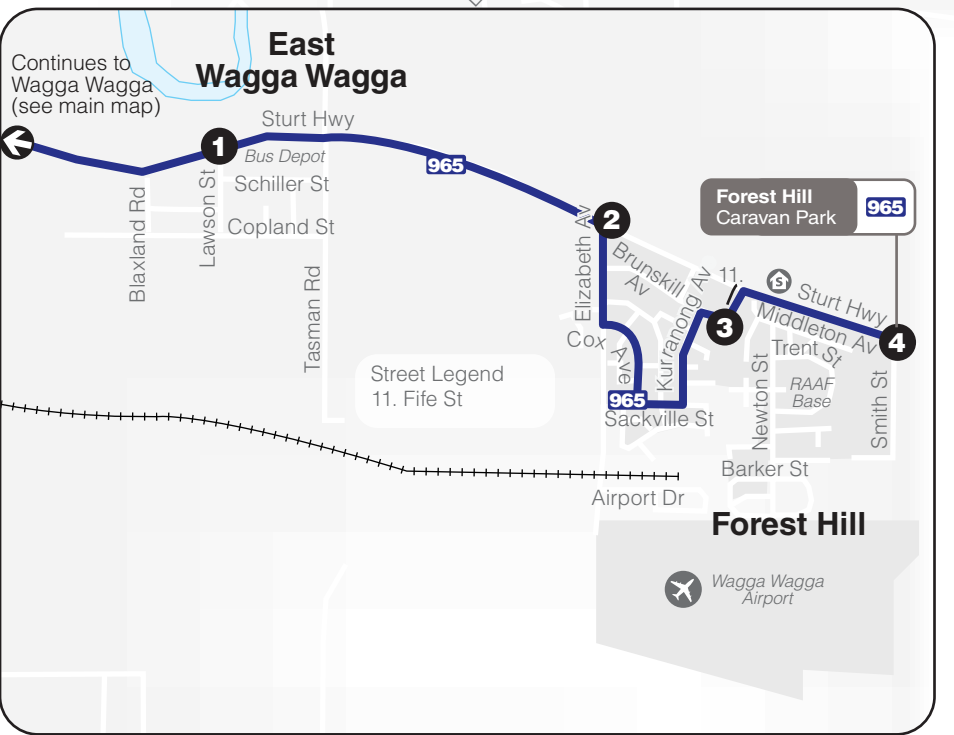 East
Wagga Wagga
Continues to
Wagga Wagga
(see main map)
Sturt Hwy
1
Bus Depot
965
Schiller St
Lawson St
Copland St
Blaxland Rd
Tasman Rd
Forest Hill
Caravan Park
965
2
Elizabeth Av
Brunskill
Av
Kurranong Av
11.
S
Sturt Hwy
3
Middleton Av
4
Cox
Ave
Trent St
Street Legend
11. Fife St
RAAF
Base
Newton St
Smith St
965
Sackville St
Barker St
Airport Dr
Forest Hill
Wagga Wagga
Airport